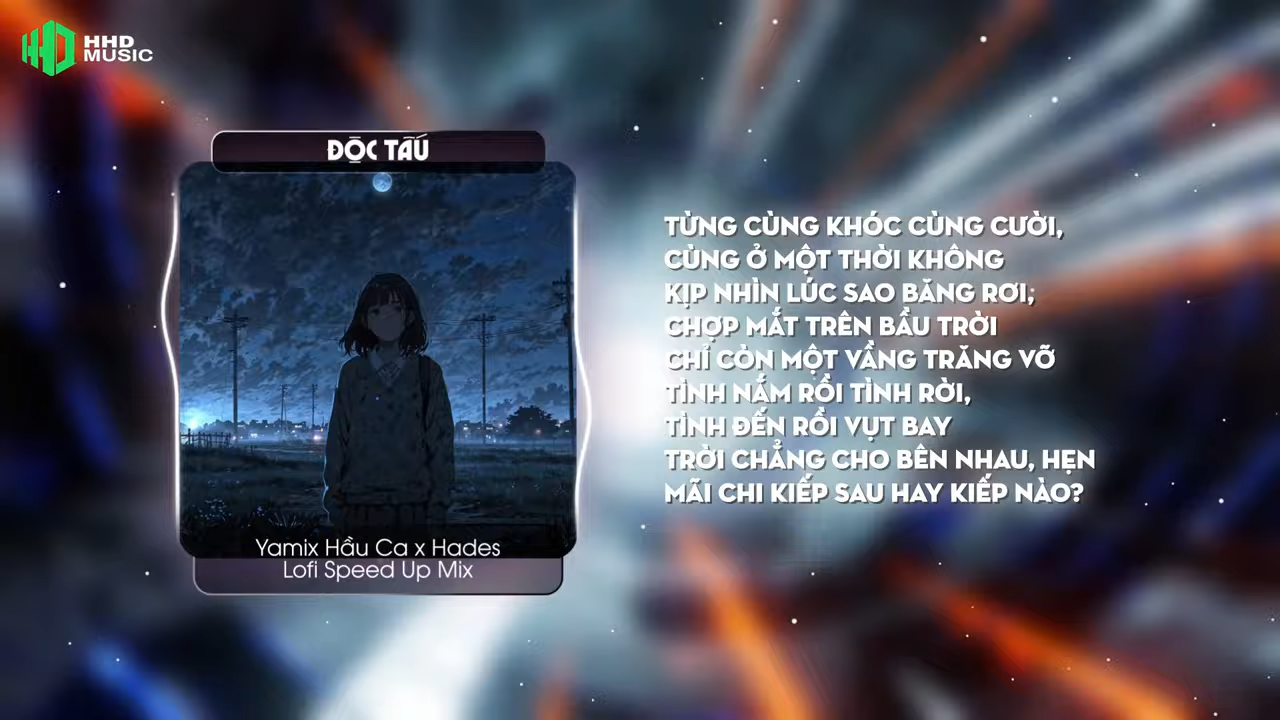 HHD
MUSIC
ĐỘC TẤU
Yamix Hầu Ca x Hades
Lofi Speed Up Mix
TỪNG CÙNG KHÓC CÙNG CƯỜI,
CÙNG Ở MỘT THỜI KHÔNG
KỊP NHÌN LÚC SAO BĂNG RƠI;
CHỢP MẮT TRÊN BẦU TRỜI
CHỈ CÒN MỘT VẦNG TRĂNG VỠ
TÌNH NẮM RỒI TÌNH RỜI,
TÌNH ĐẾN RỒI VỤT BAY
TRỜI CHẲNG CHO BÊN NHAU, HẸN
MÃI CHI KIẾP SAU HAY KIẾP NÀO?